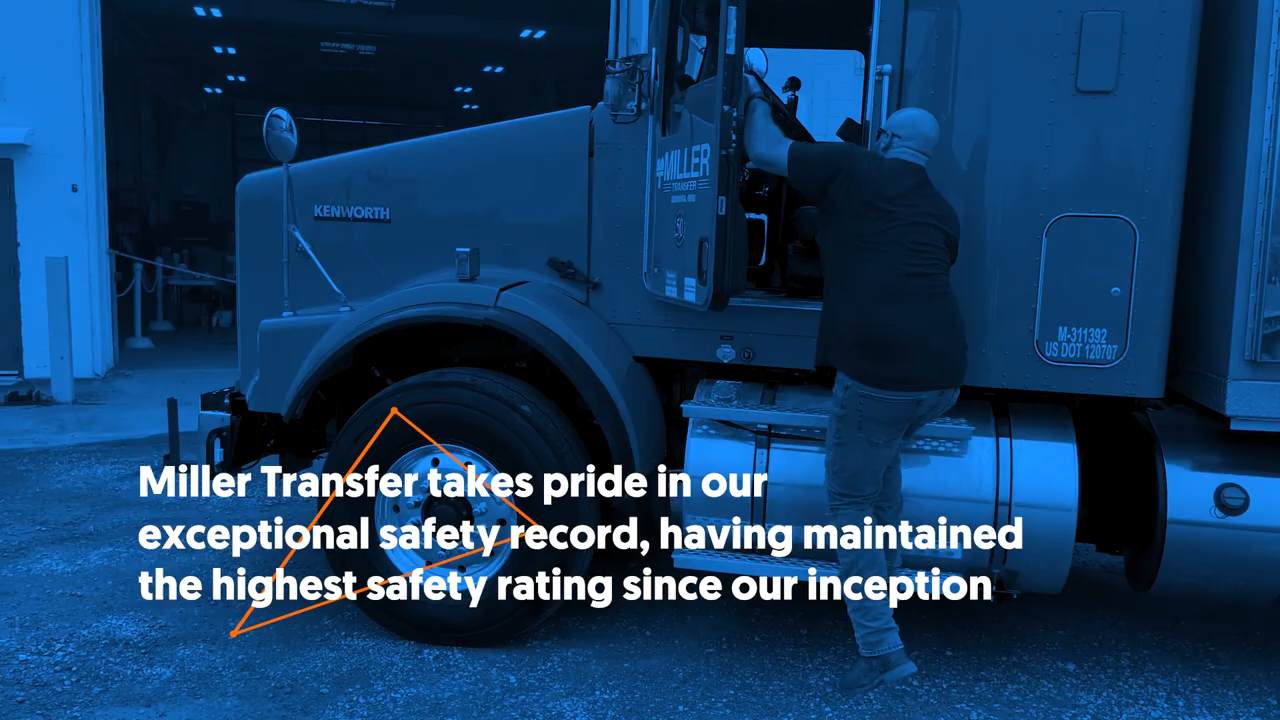 MILLER
TRANSFER
KENWORTH
M-311392
US DOT 120707
Miller Transfer takes pride in our
exceptional safety record, having maintained
the highest safety rating since our inception